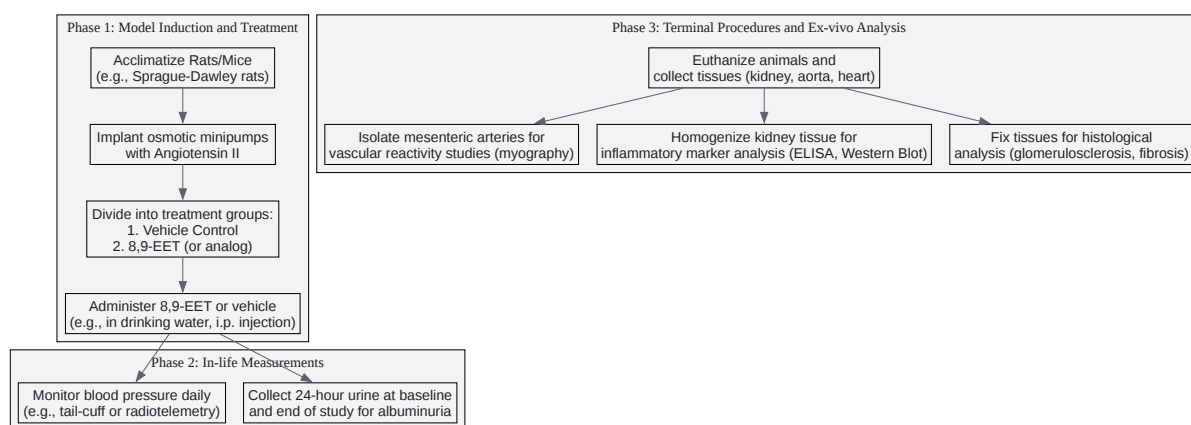 Phase 1: Model Induction and Treatment
Acclimatize Rats/Mice
(e.g., Sprague-Dawley rats)
Implant osmotic minipumps
with Angiotensin II
Divide into treatment groups:
1. Vehicle Control
2. 8,9-EET (or analog)
Administer 8,9-EET or vehicle
(e.g., in drinking water, i.p. injection)
Phase 2: In-life Measurements
Monitor blood pressure daily
(e.g., tail-cuff or radiotelemetry)
Collect 24-hour urine at baseline
and end of study for albuminuria
Phase 3: Terminal Procedures and Ex-vivo Analysis
Euthanize animals and
collect tissues (kidney, aorta, heart)
Isolate mesenteric arteries for
vascular reactivity studies (myography)
Homogenize kidney tissue for
inflammatory marker analysis (ELISA, Western Blot)
Fix tissues for histological
analysis (glomerulosclerosis, fibrosis)